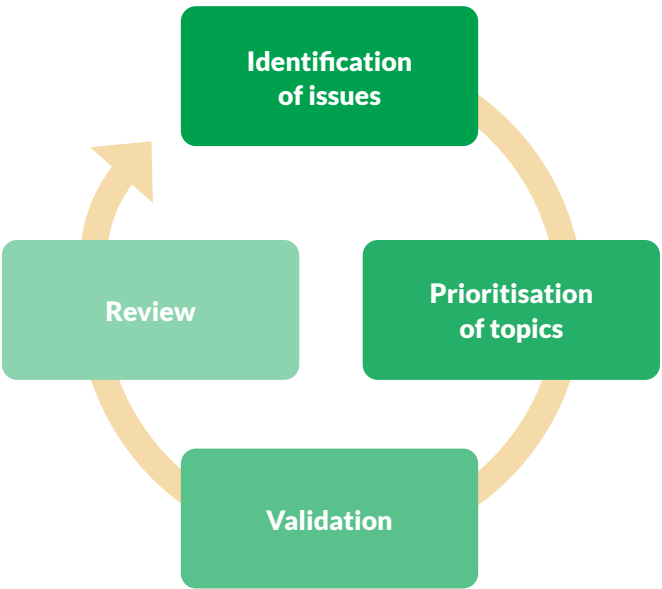 Identification
of issues
Prioritisation
of topics
Validation
Review